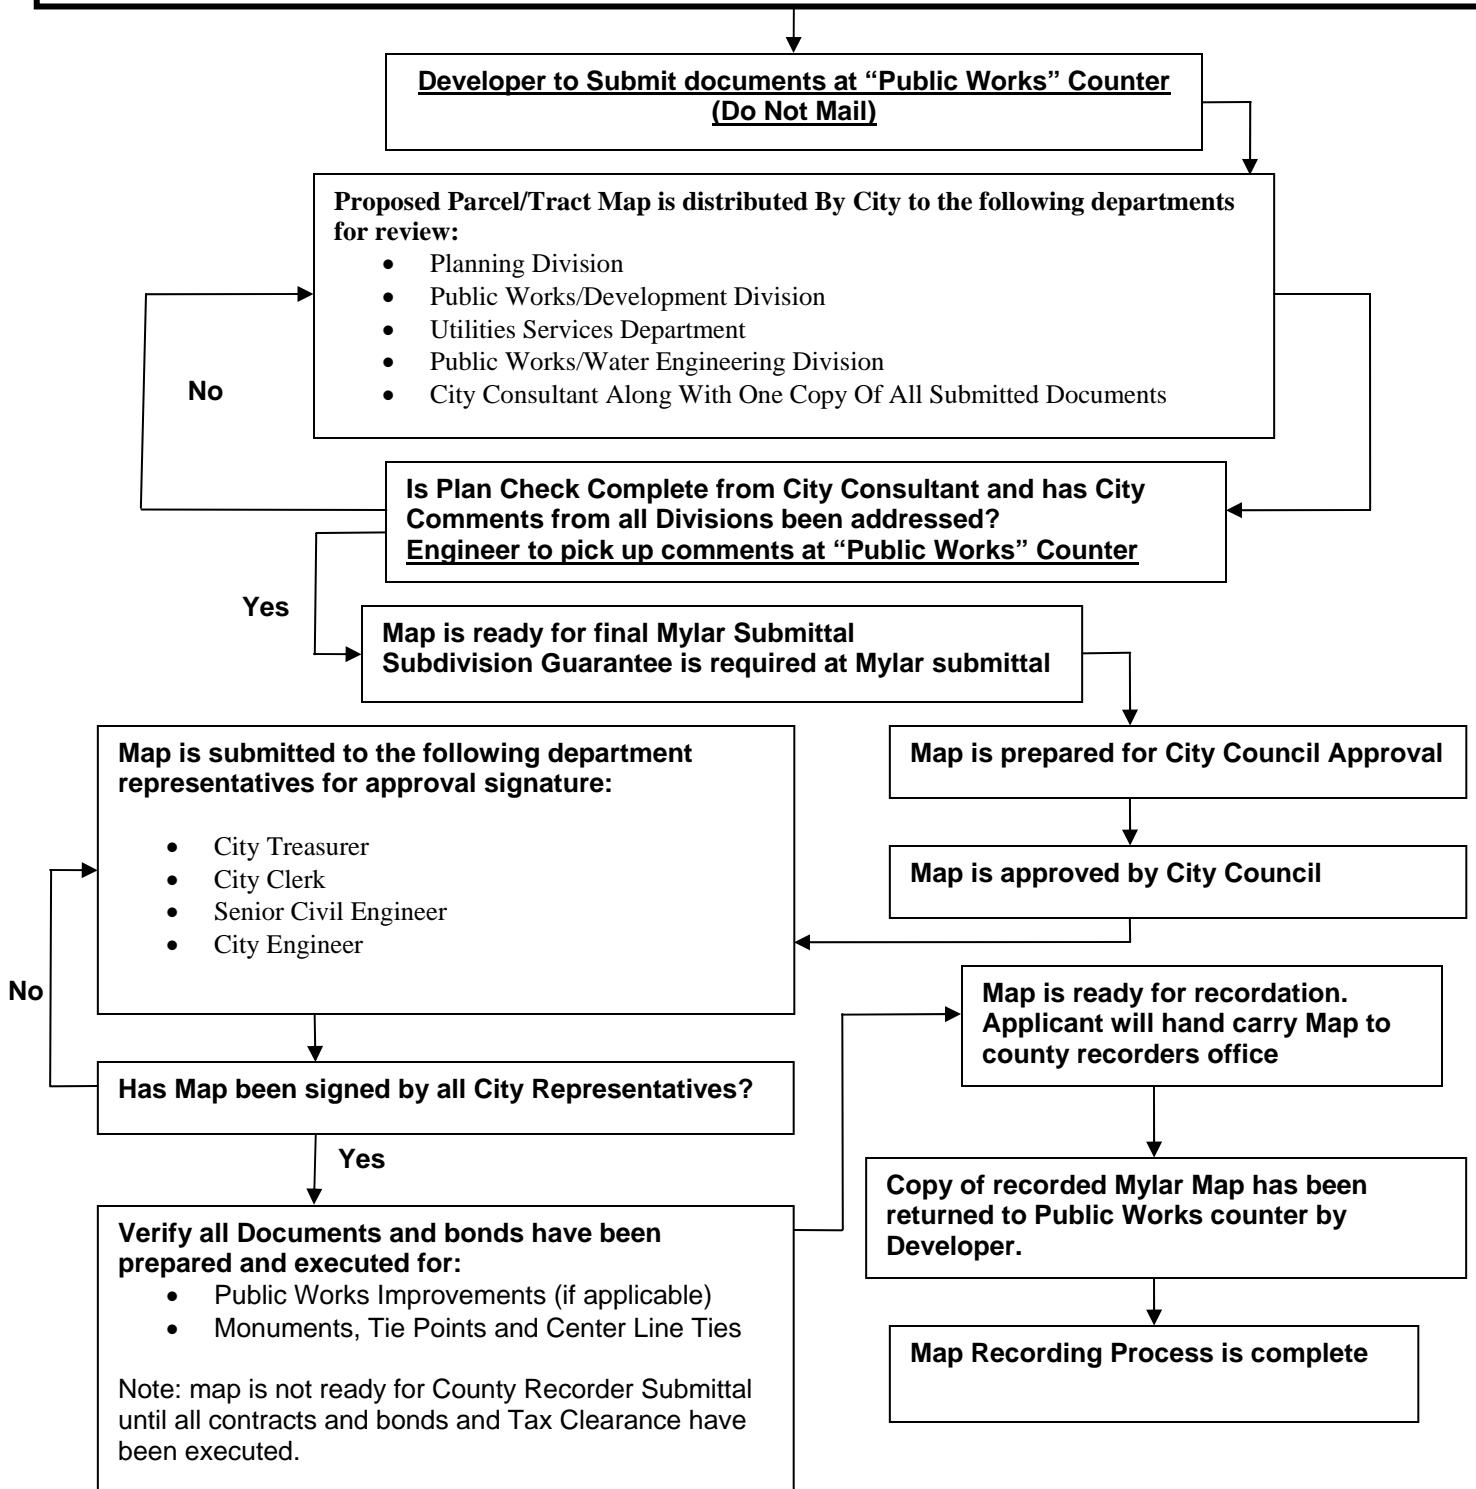 Developer to Submit documents at “Public Works” Counter
(Do Not Mail)
Proposed Parcel/Tract Map is distributed By City to the following departments
for review:
• Planning Division
• Public Works/Development Division
• Utilities Services Department
• Public Works/Water Engineering Division
• City Consultant Along With One Copy Of All Submitted Documents
No
Is Plan Check Complete from City Consultant and has City
Comments from all Divisions been addressed?
Engineer to pick up comments at “Public Works” Counter
Yes
Map is ready for final Mylar Submittal
Subdivision Guarantee is required at Mylar submittal
Map is prepared for City Council Approval
Map is approved by City Council
Map is submitted to the following department
representatives for approval signature:
• City Treasurer
• City Clerk
• Senior Civil Engineer
• City Engineer
No
Has Map been signed by all City Representatives?
Yes
Verify all Documents and bonds have been
prepared and executed for:
• Public Works Improvements (if applicable)
• Monuments, Tie Points and Center Line Ties
Note: map is not ready for County Recorder Submittal
until all contracts and bonds and Tax Clearance have
been executed.
Map is ready for recordation.
Applicant will hand carry Map to
county recorders office
Copy of recorded Mylar Map has been
returned to Public Works counter by
Developer.
Map Recording Process is complete